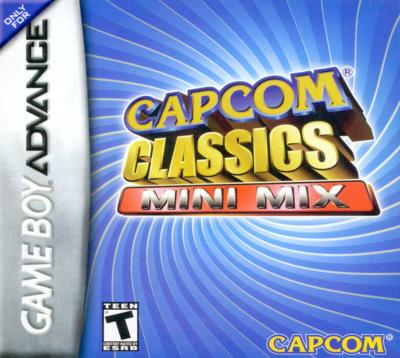 ONLY
FOR
GAME BOY ADVANCE
CAPCOM®
CLASSICS
MINI MIX
TEEN
T
CONTENT RATED BY
ESRB
CAPCOM®